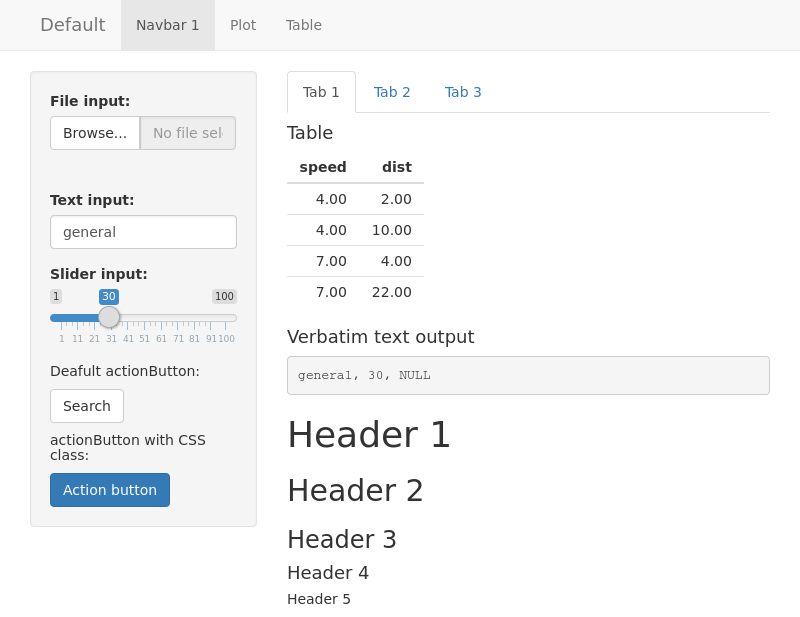 Default Navbar 1 Plot Table
File input:
Browse... No file sel
Text input:
general
Slider input:
1 30 100
1 11 21 31 41 51 61 71 81 91 100
Deafult actionButton:
Search
actionButton with CSS
class:
Action button
Tab 1 Tab 2 Tab 3
Table
speed dist
4.00 2.00
4.00 10.00
7.00 4.00
7.00 22.00
Verbatim text output
general, 30, NULL
Header 1
Header 2
Header 3
Header 4
Header 5